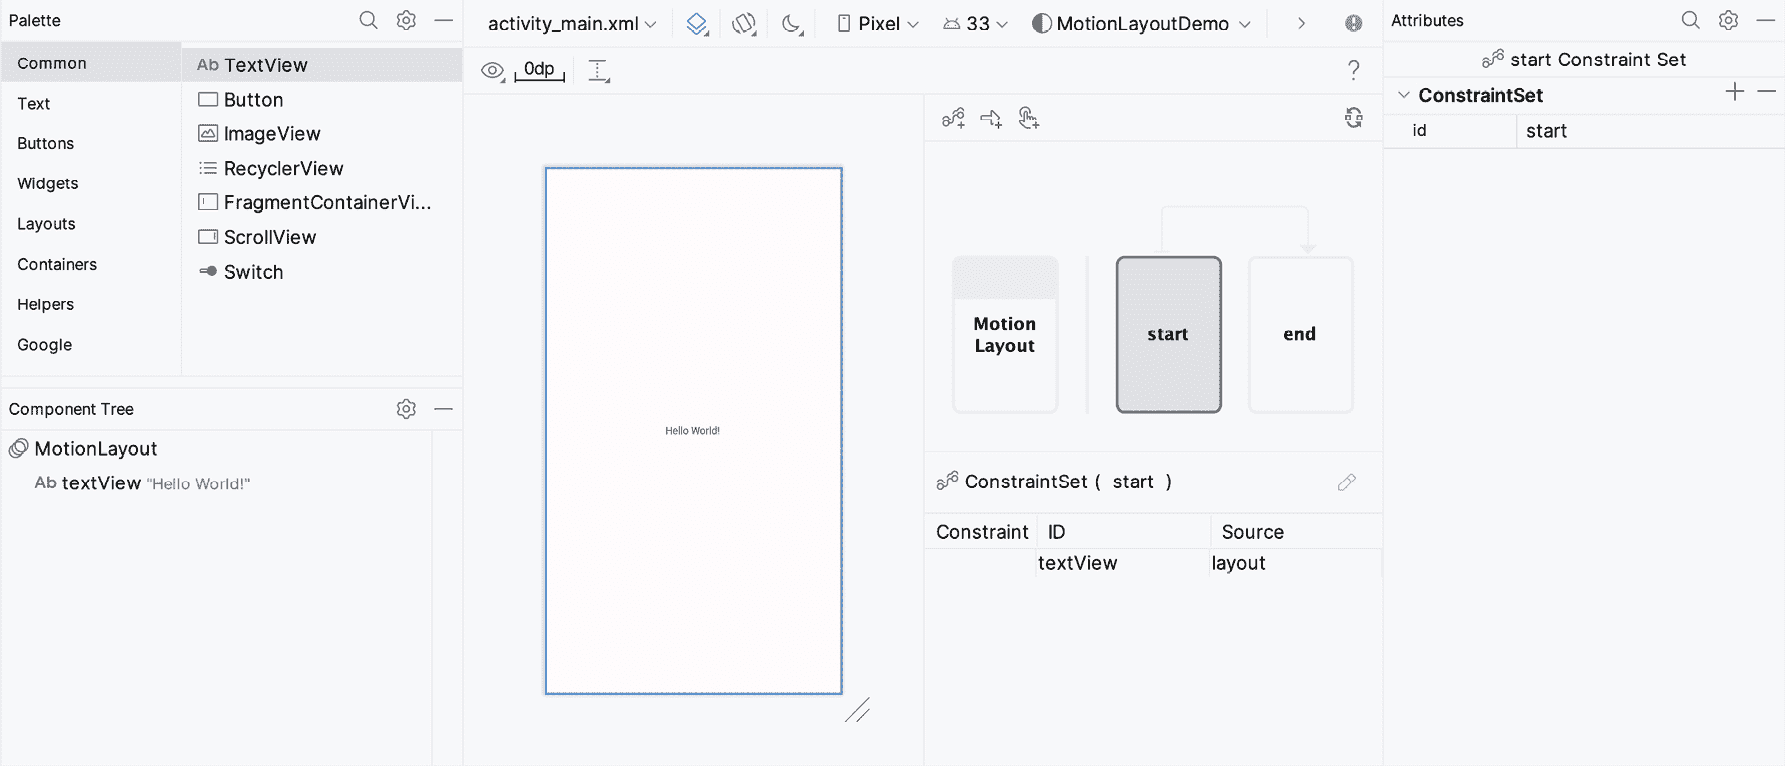 Palette
Common
Text
Buttons
Widgets
Layouts
Containers
Helpers
Google
Ab TextView
Button
ImageView
RecyclerView
FragmentContainerVi...
ScrollView
Switch
Component Tree
MotionLayout
Ab textView "Hello World!"
activity_main.xml
Pixel
33
MotionLayoutDemo
0dp
?
Hello World!
Motion
Layout
start
end
ConstraintSet ( start )
Constraint ID Source
textView layout
Attributes
start Constraint Set
ConstraintSet
id start